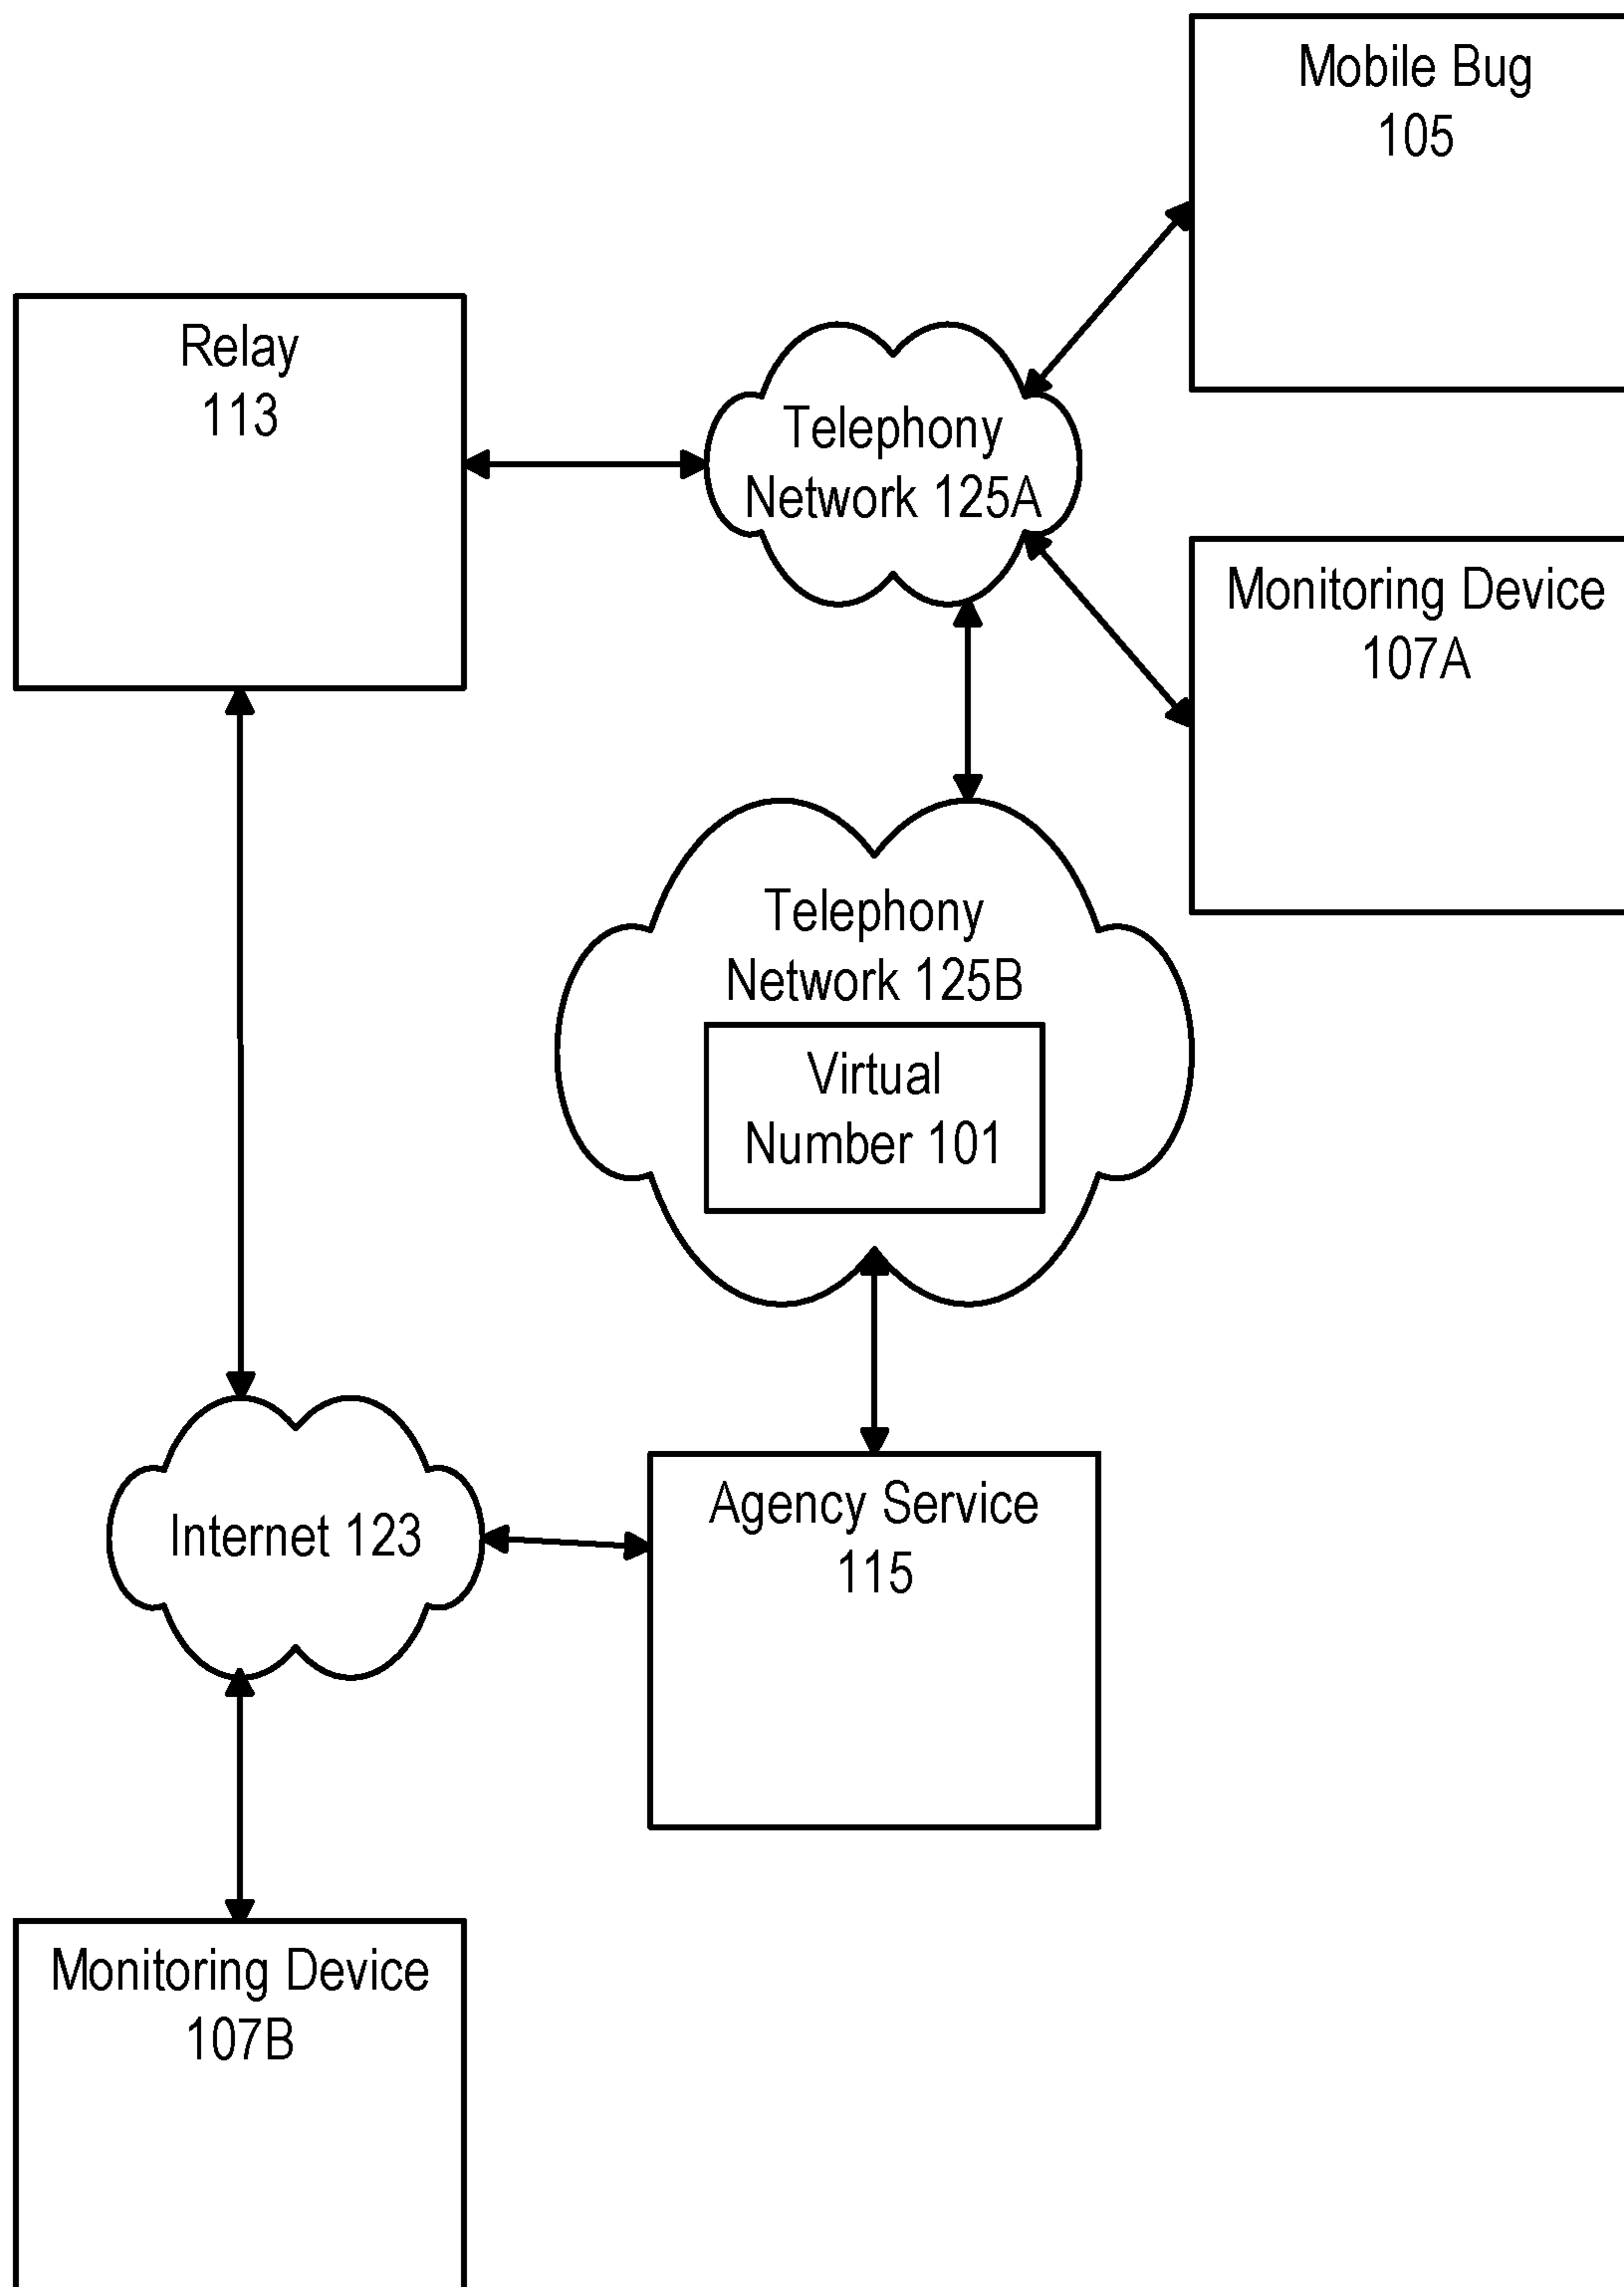 Mobile Bug
105
Relay
113
Telephony
Network 125A
Monitoring Device
107A
Telephony
Network 125B
Virtual
Number 101
Internet 123
Agency Service
115
Monitoring Device
107B